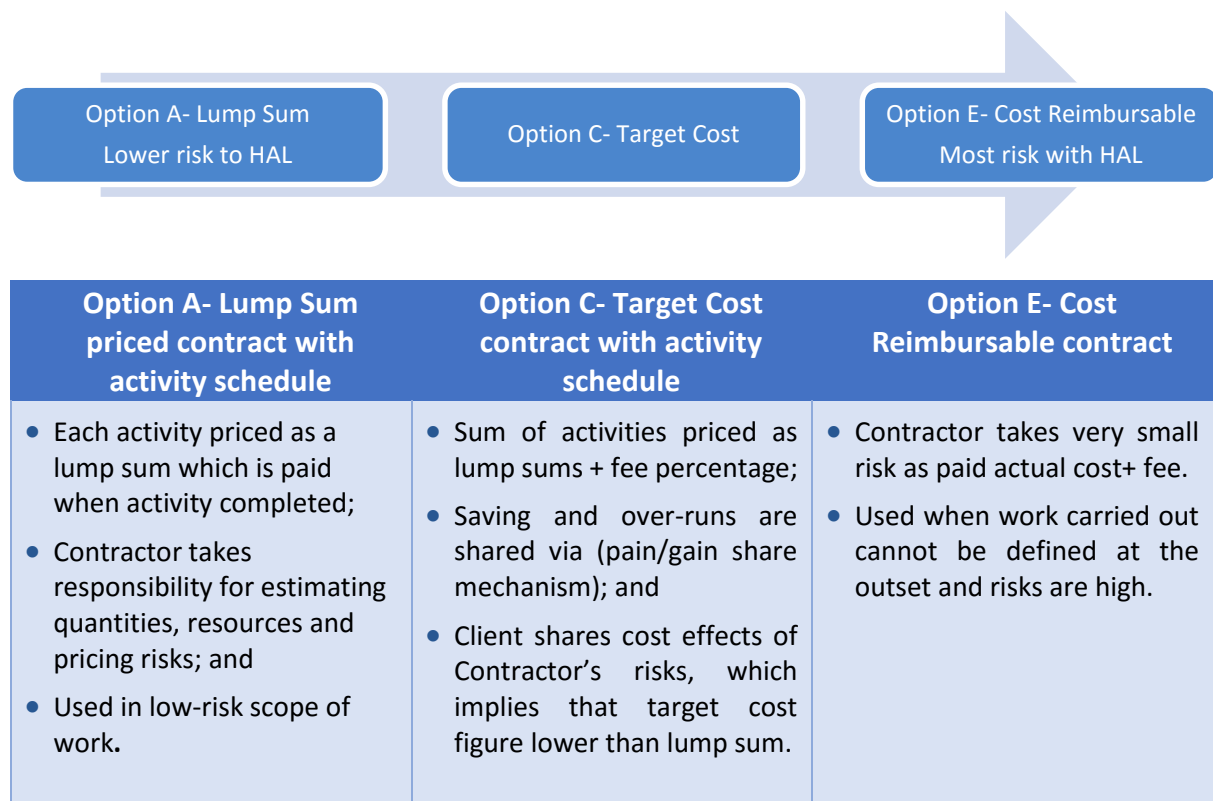 Option A- Lump Sum
Lower risk to HAL
Option C- Target Cost
Option E- Cost Reimbursable
Most risk with HAL
Option A- Lump Sum
priced contract with
activity schedule
Option C- Target Cost
contract with activity
schedule
Option E- Cost
Reimbursable contract
• Each activity priced as a
lump sum which is paid
when activity completed;
• Contractor takes
responsibility for estimating
quantities, resources and
pricing risks; and
• Used in low-risk scope of
work.
• Sum of activities priced as
lump sums + fee percentage;
• Saving and over-runs are
shared via (pain/gain share
mechanism); and
• Client shares cost effects of
Contractor’s risks, which
implies that target cost
figure lower than lump sum.
• Contractor takes very small
risk as paid actual cost+ fee.
• Used when work carried out
cannot be defined at the
outset and risks are high.